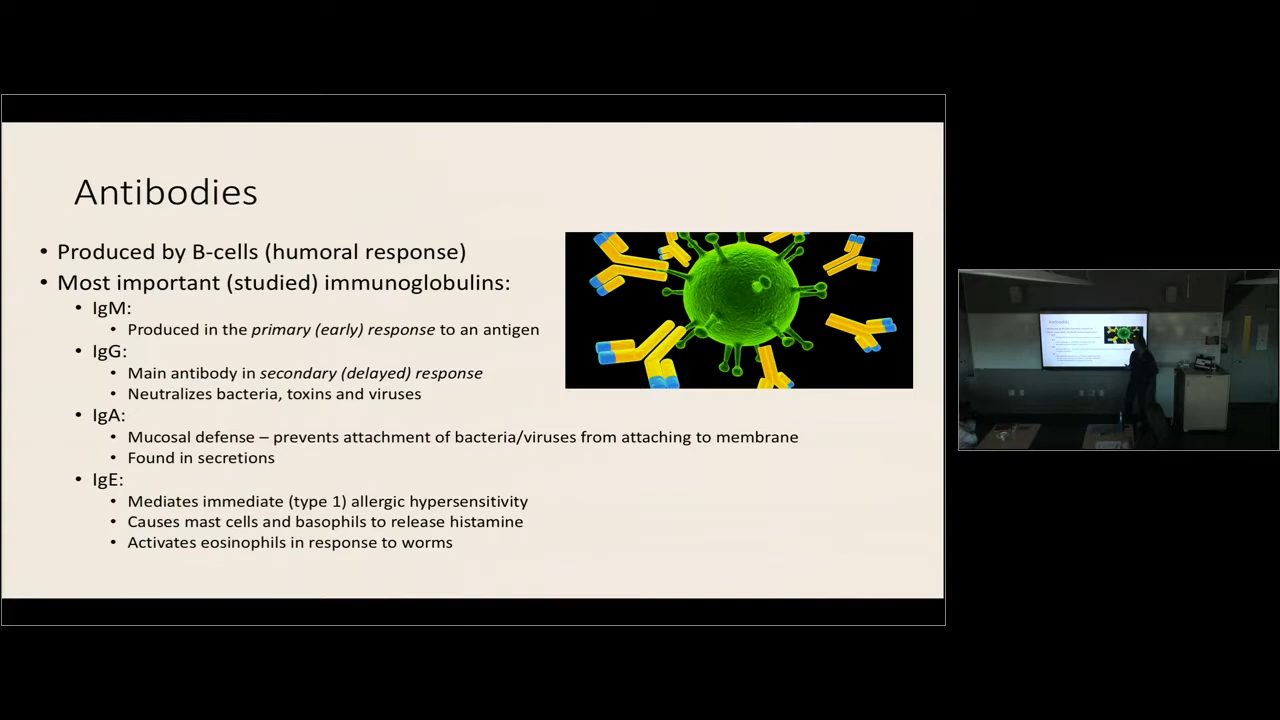 Antibodies
• Produced by B-cells (humoral response)
• Most important (studied) immunoglobulins:
• IgM:
• Produced in the primary (early) response to an antigen
• IgG:
• Main antibody in secondary (delayed) response
• Neutralizes bacteria, toxins and viruses
• IgA:
• Mucosal defense – prevents attachment of bacteria/viruses from attaching to membrane
• Found in secretions
• IgE:
• Mediates immediate (type 1) allergic hypersensitivity
• Causes mast cells and basophils to release histamine
• Activates eosinophils in response to worms